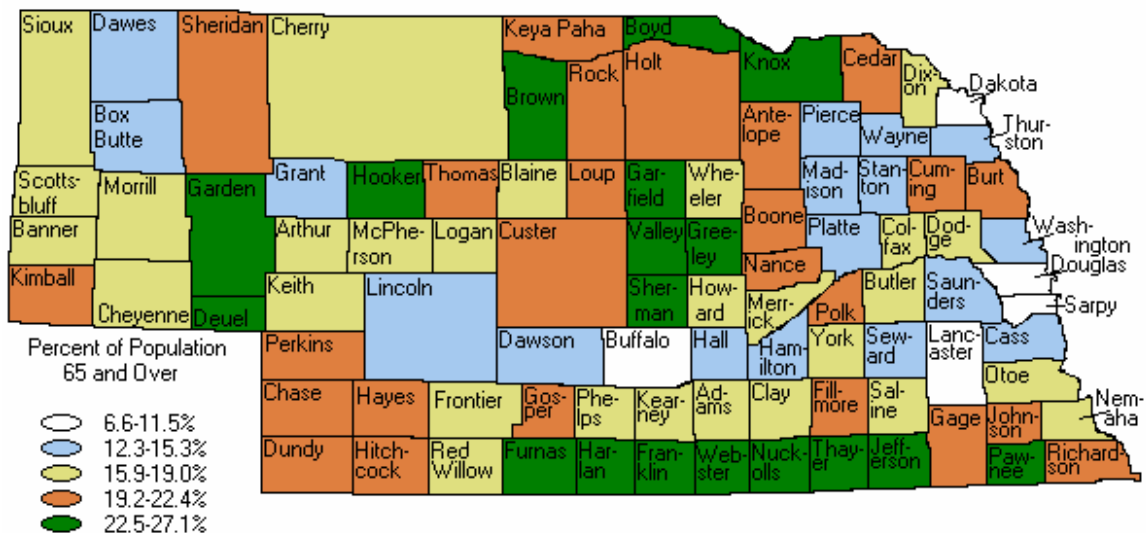 Sioux
Dawes
Sheridan
Cherry
Keya Paha
Boyd
Holt
Rock
Brown
Knox
Cedar
Dix-
on
Dakota
Thur-
ston
Box
Butte
Ante-
lope
Pierce
Wayne
Scotts-
bluff
Morrill
Garden
Grant
Hooker
Thomas
Blaine
Loup
Gar-
field
Whe-
eler
Mad-
ison
Stan-
ton
Cum-
ing
Burt
Banner
Arthur
McPhe-
rson
Logan
Custer
Valley
Gree-
ley
Boone
Platte
Col-
fax
Dod-
ge
Wash-
ington
Kimball
Cheyenne
Deuel
Keith
Lincoln
Sher-
man
How-
ard
Nance
Merr-
ick
Polk
Butler
Saun-
ders
Douglas
Sarpy
Perkins
Dawson
Buffalo
Hall
Ham-
ilton
York
Sew-
ard
Lanc-
aster
Cass
Otoe
Chase
Hayes
Frontier
Gos-
per
Phe-
lps
Kear-
ney
Ad-
ams
Clay
Fill-
more
Sal-
ine
Gage
John-
son
Nem-
aha
Dundy
Hitch-
cock
Red
Willow
Furnas
Har-
lan
Fran-
klin
Web-
ster
Nuck-
olls
Thay-
er
Jeff-
erson
Paw-
nee
Richard-
son
Percent of Population
65 and Over
6.6-11.5%
12.3-15.3%
15.9-19.0%
19.2-22.4%
22.5-27.1%